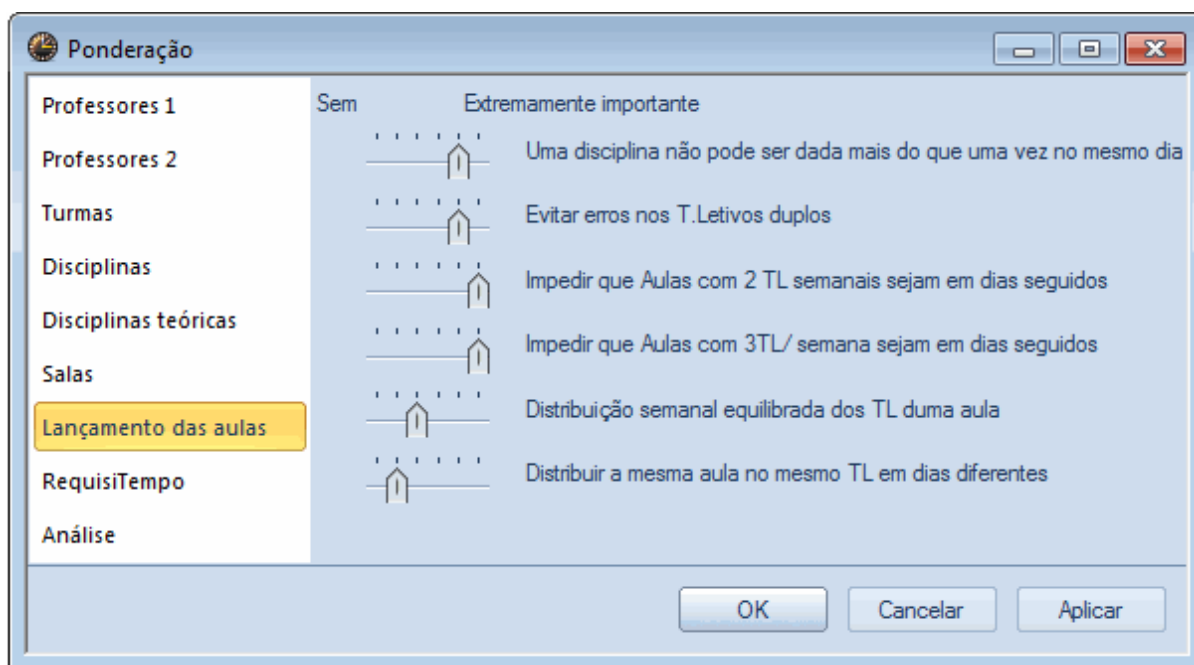 Ponderação
Professores 1
Professores 2
Turmas
Disciplinas
Disciplinas teóricas
Salas
Lançamento das aulas
RequisiTempo
Análise
Sem Extremamente importante
Uma disciplina não pode ser dada mais do que uma vez no mesmo dia
Evitar erros nos T.Letivos duplos
Impedir que Aulas com 2 TL semanais sejam em dias seguidos
Impedir que Aulas com 3TL/ semana sejam em dias seguidos
Distribuição semanal equilibrada dos TL duma aula
Distribuir a mesma aula no mesmo TL em dias diferentes
OK Cancelar Aplicar